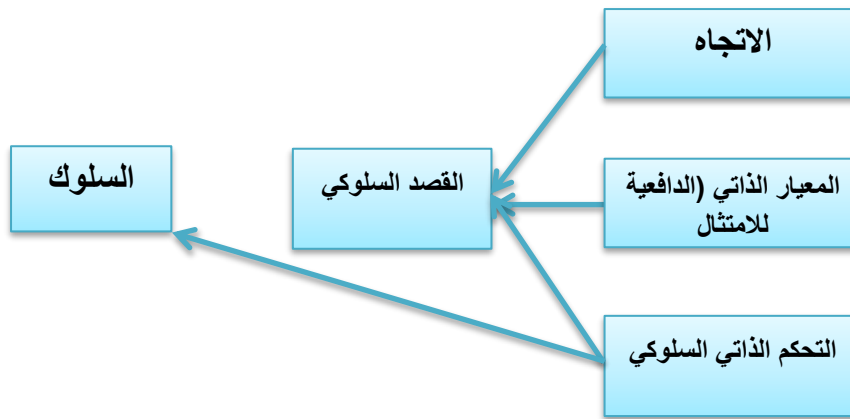 الاتجاه
المعيار الذاتي (الدافعية
للامتثال
التحكم الذاتي السلوكي
القصد السلوكي
السلوك